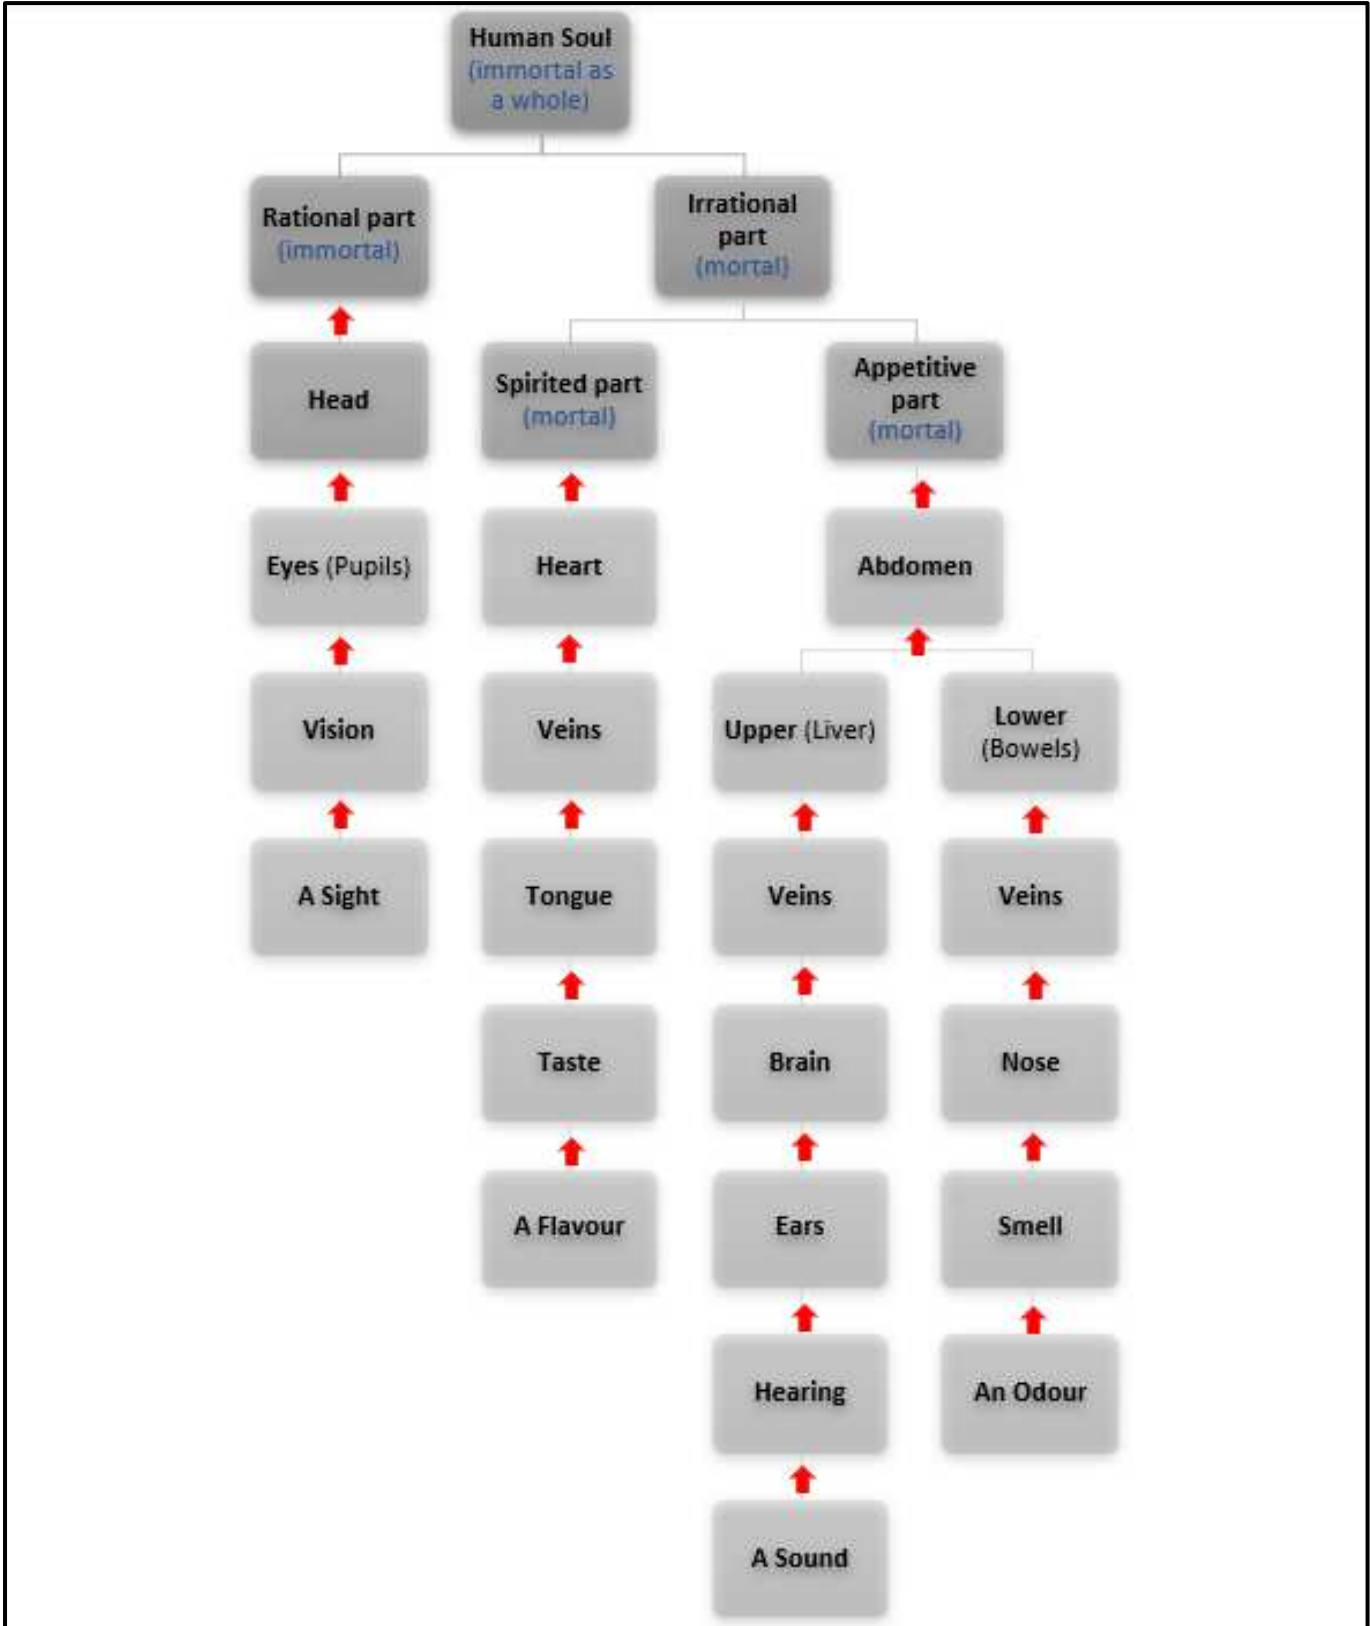 Human Soul
(immortal as
a whole)
Rational part
(immortal)
Irrational
part
(mortal)
Head
Spirited part
(mortal)
Appetitive
part
(mortal)
Eyes (Pupils)
Heart
Abdomen
Vision
Veins
Upper (Liver)
Lower
(Bowels)
A Sight
Tongue
Veins
Veins
Taste
Brain
Nose
A Flavour
Ears
Smell
Hearing
An Odour
A Sound